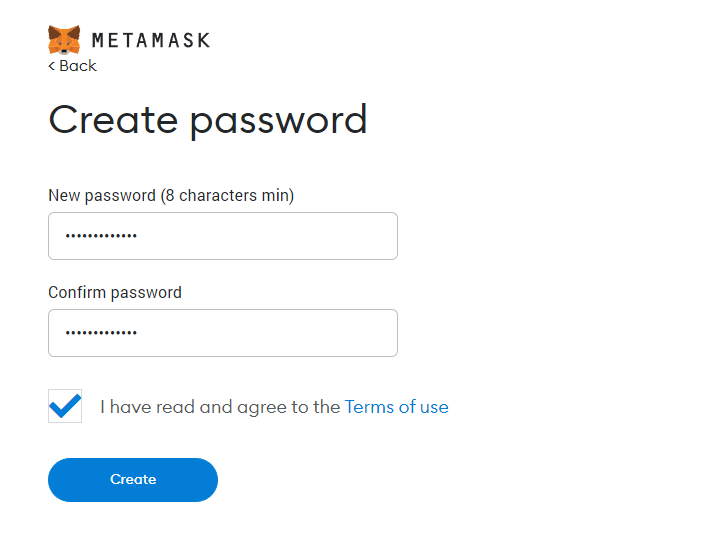 METAMASK
< Back
Create password
New password (8 characters min)
•••••••••••••
Confirm password
•••••••••••••
I have read and agree to the Terms of use
Create